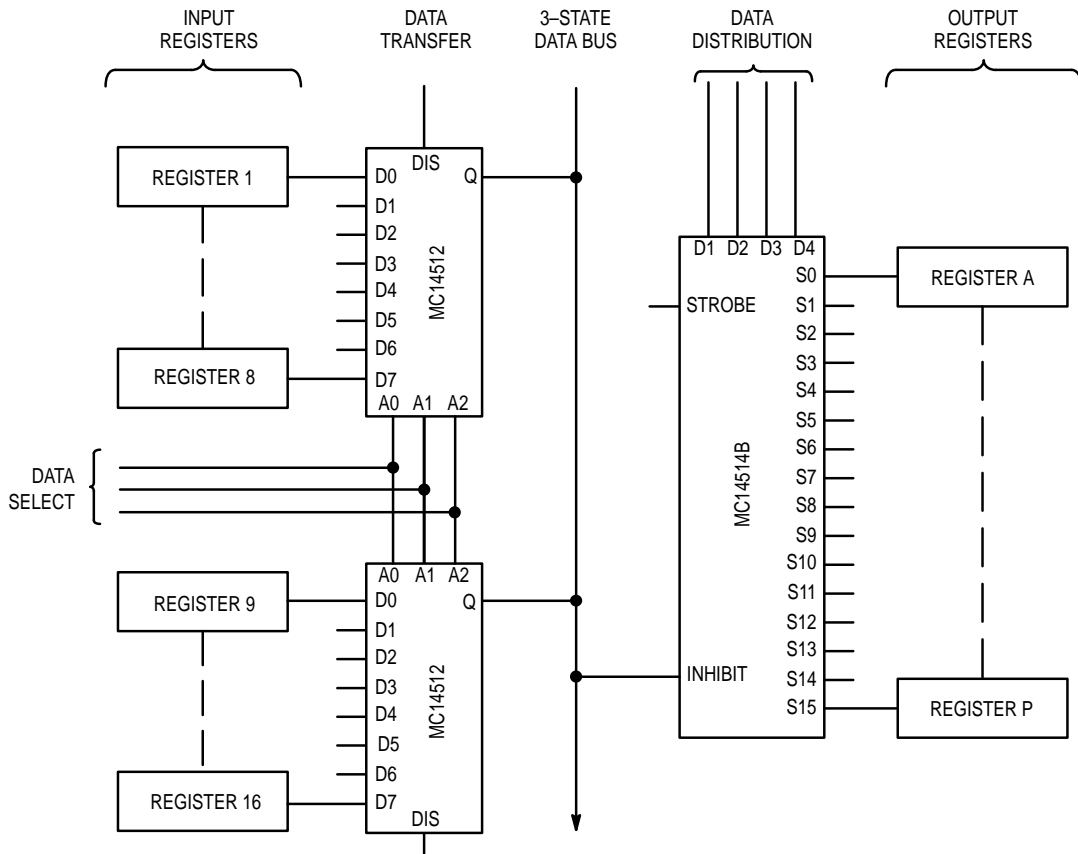 INPUT
REGISTERS
DATA
TRANSFER
3–STATE
DATA BUS
DATA
DISTRIBUTION
OUTPUT
REGISTERS
REGISTER 1
REGISTER 8
DIS
D0
D1
D2
D3
D4
D5
D6
D7
Q
MC14512
A0 A1 A2
DATA
SELECT
REGISTER 9
REGISTER 16
A0 A1 A2
D0
D1
D2
D3
D4
D5
D6
D7
Q
MC14512
DIS
D1 D2 D3 D4
STROBE
INHIBIT
MC14514B
S0
S1
S2
S3
S4
S5
S6
S7
S8
S9
S10
S11
S12
S13
S14
S15
REGISTER A
REGISTER P